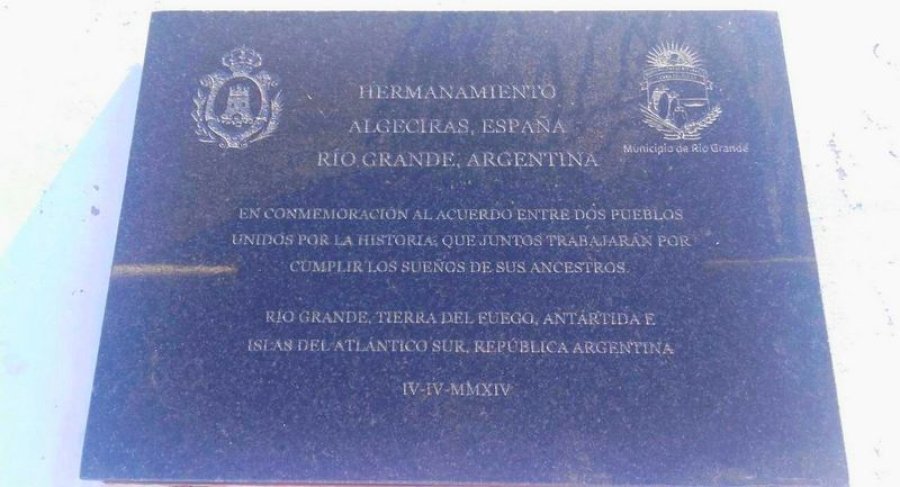 HERMANAMIENTO
ALGECIRAS, ESPAÑA
RÍO GRANDE, ARGENTINA
Municipio de Río Grande
EN CONMEMORACIÓN AL ACUERDO ENTRE DOS PUEBLOS
UNIDOS POR LA HISTORIA, QUE JUNTOS TRABAJARÁN POR
CUMPLIR LOS SUEÑOS DE SUS ANCESTROS.
RÍO GRANDE, TIERRA DEL FUEGO, ANTÁRTIDA E
ISLAS DEL ATLÁNTICO SUR, REPÚBLICA ARGENTINA
IV-IV-MMXIV